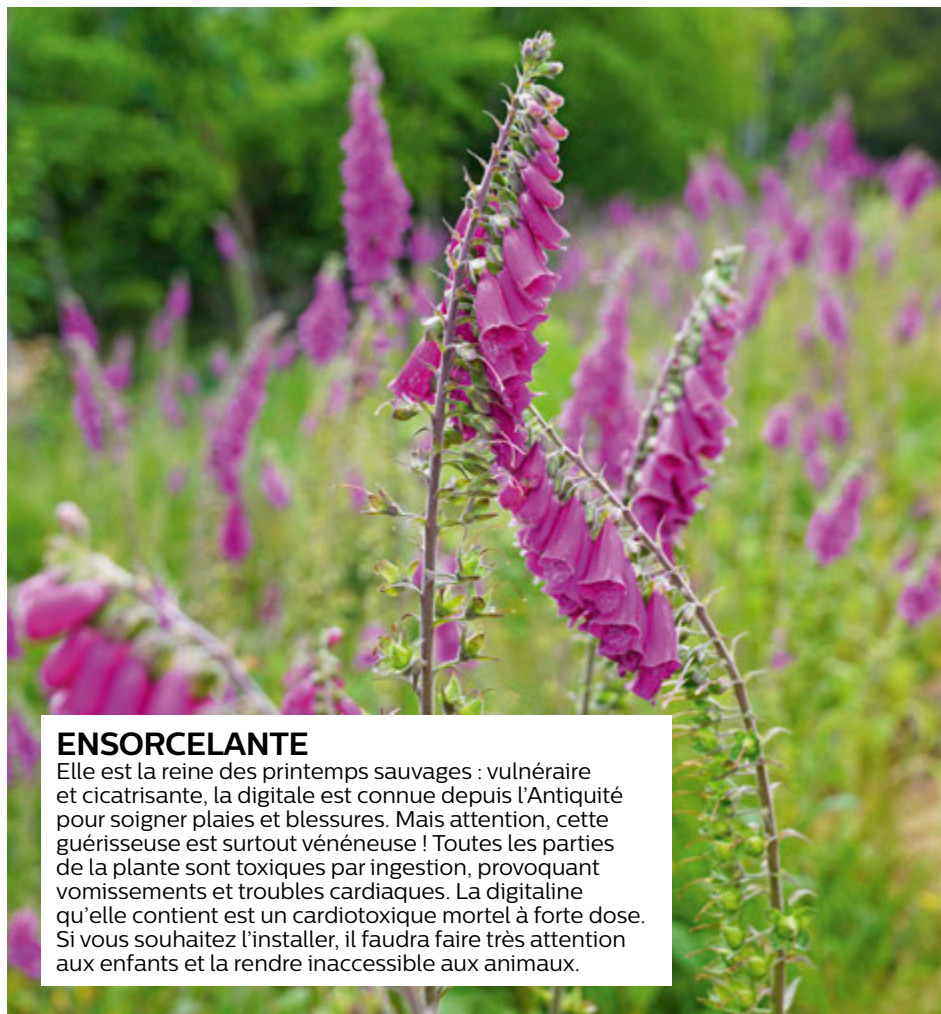 ENSORCELANTE
Elle est la reine des printemps sauvages : vulnéraire
et cicatrisante, la digitale est connue depuis l’Antiquité
pour soigner plaies et blessures. Mais attention, cette
guérisseuse est surtout vénéneuse ! Toutes les parties
de la plante sont toxiques par ingestion, provoquant
vomissements et troubles cardiaques. La digitaline
qu’elle contient est un cardiotoxique mortel à forte dose.
Si vous souhaitez l’installer, il faudra faire très attention
aux enfants et la rendre inaccessible aux animaux.